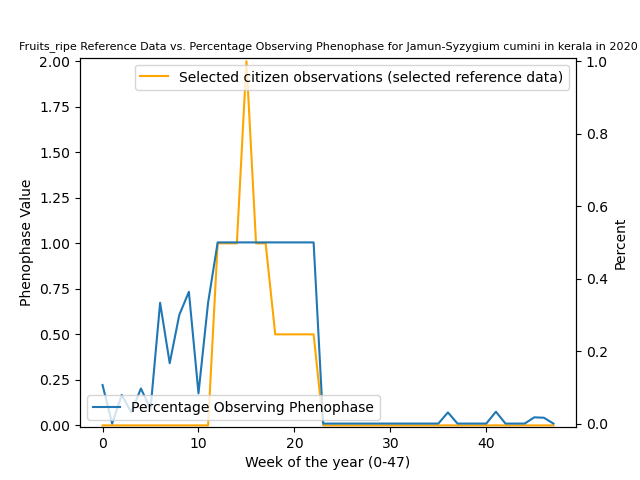 Fruits_ripe Reference Data vs. Percentage Observing Phenophase for Jamun-Syzygium cumini in kerala in 2020
Selected citizen observations (selected reference data)
Percentage Observing Phenophase
Phenophase Value
2.00
1.75
1.50
1.25
1.00
0.75
0.50
0.25
0.00
Percent
1.0
0.8
0.6
0.4
0.2
0.0
0 10 20 30 40
Week of the year (0-47)